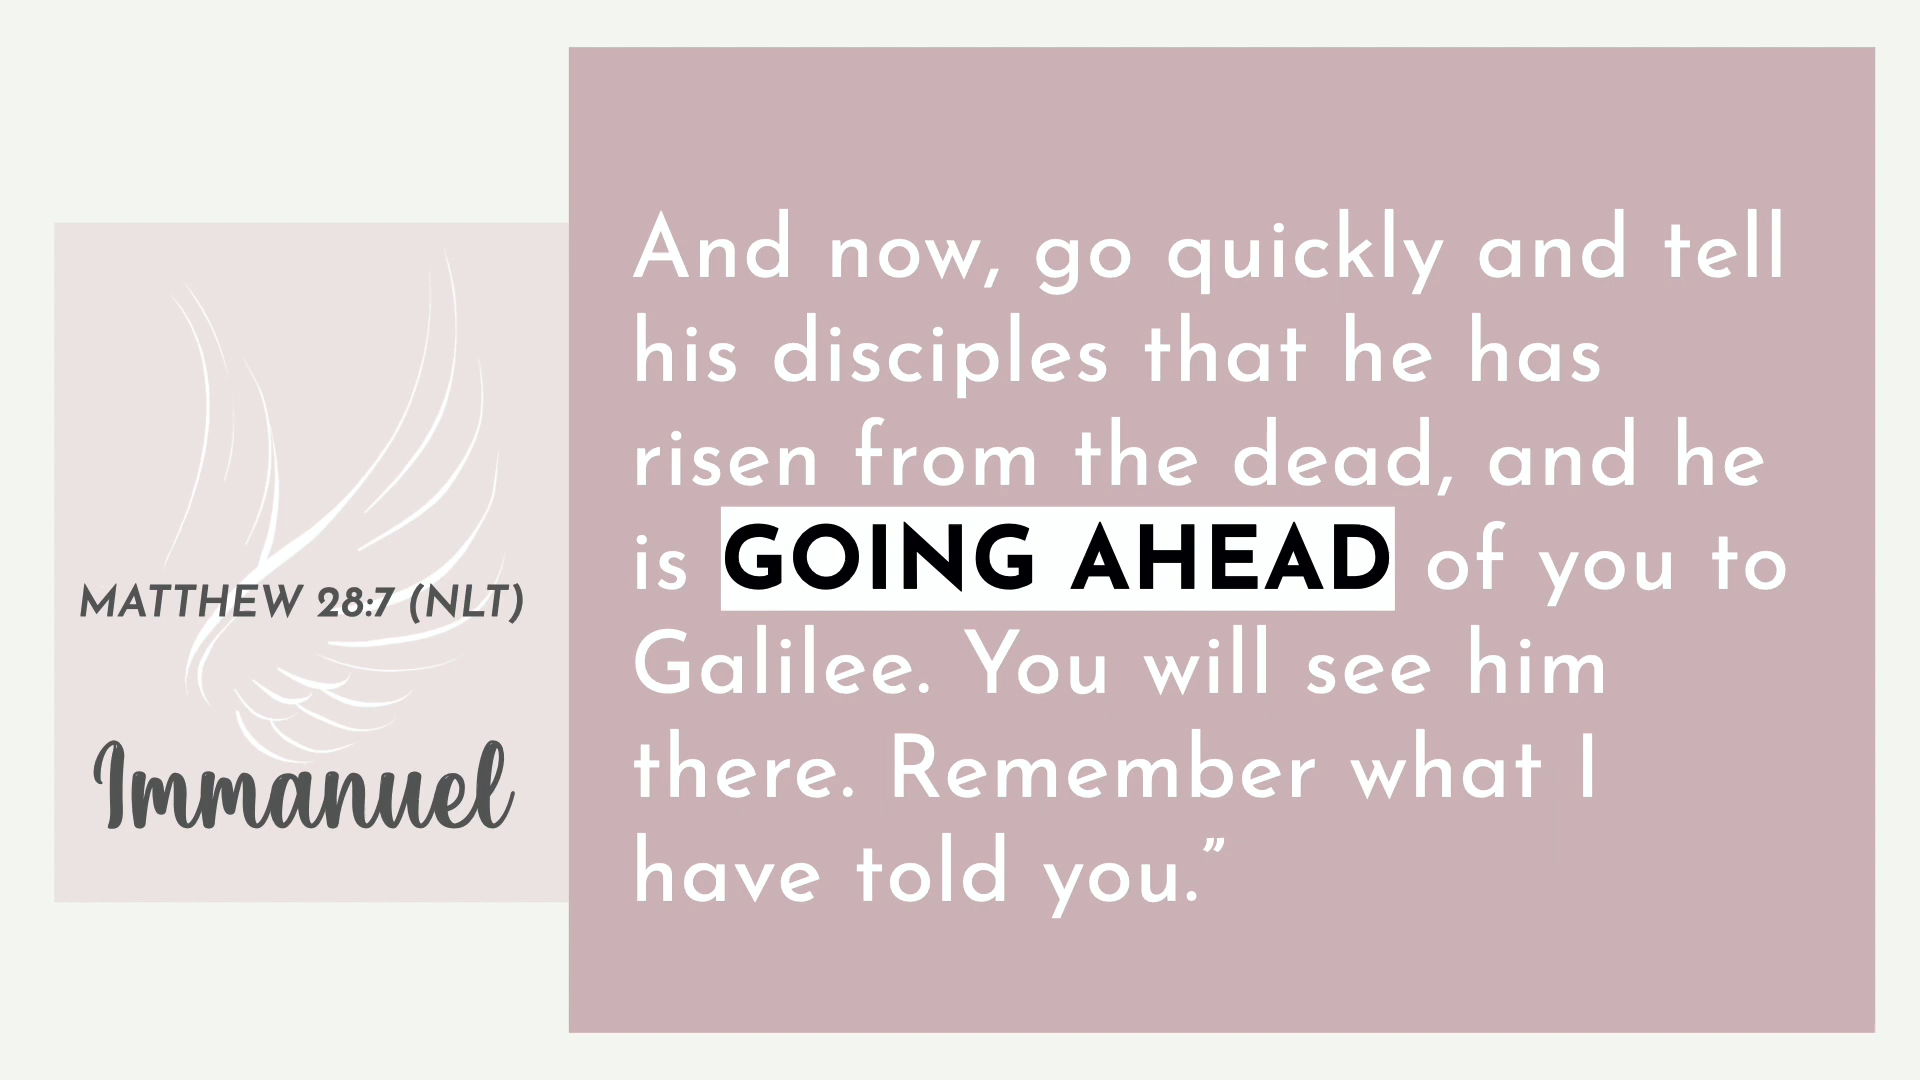 MATTHEW 28:7 (NLT)
Immanuel
And now, go quickly and tell
his disciples that he has
risen from the dead, and he
is GOING AHEAD of you to
Galilee. You will see him
there. Remember what I
have told you.”